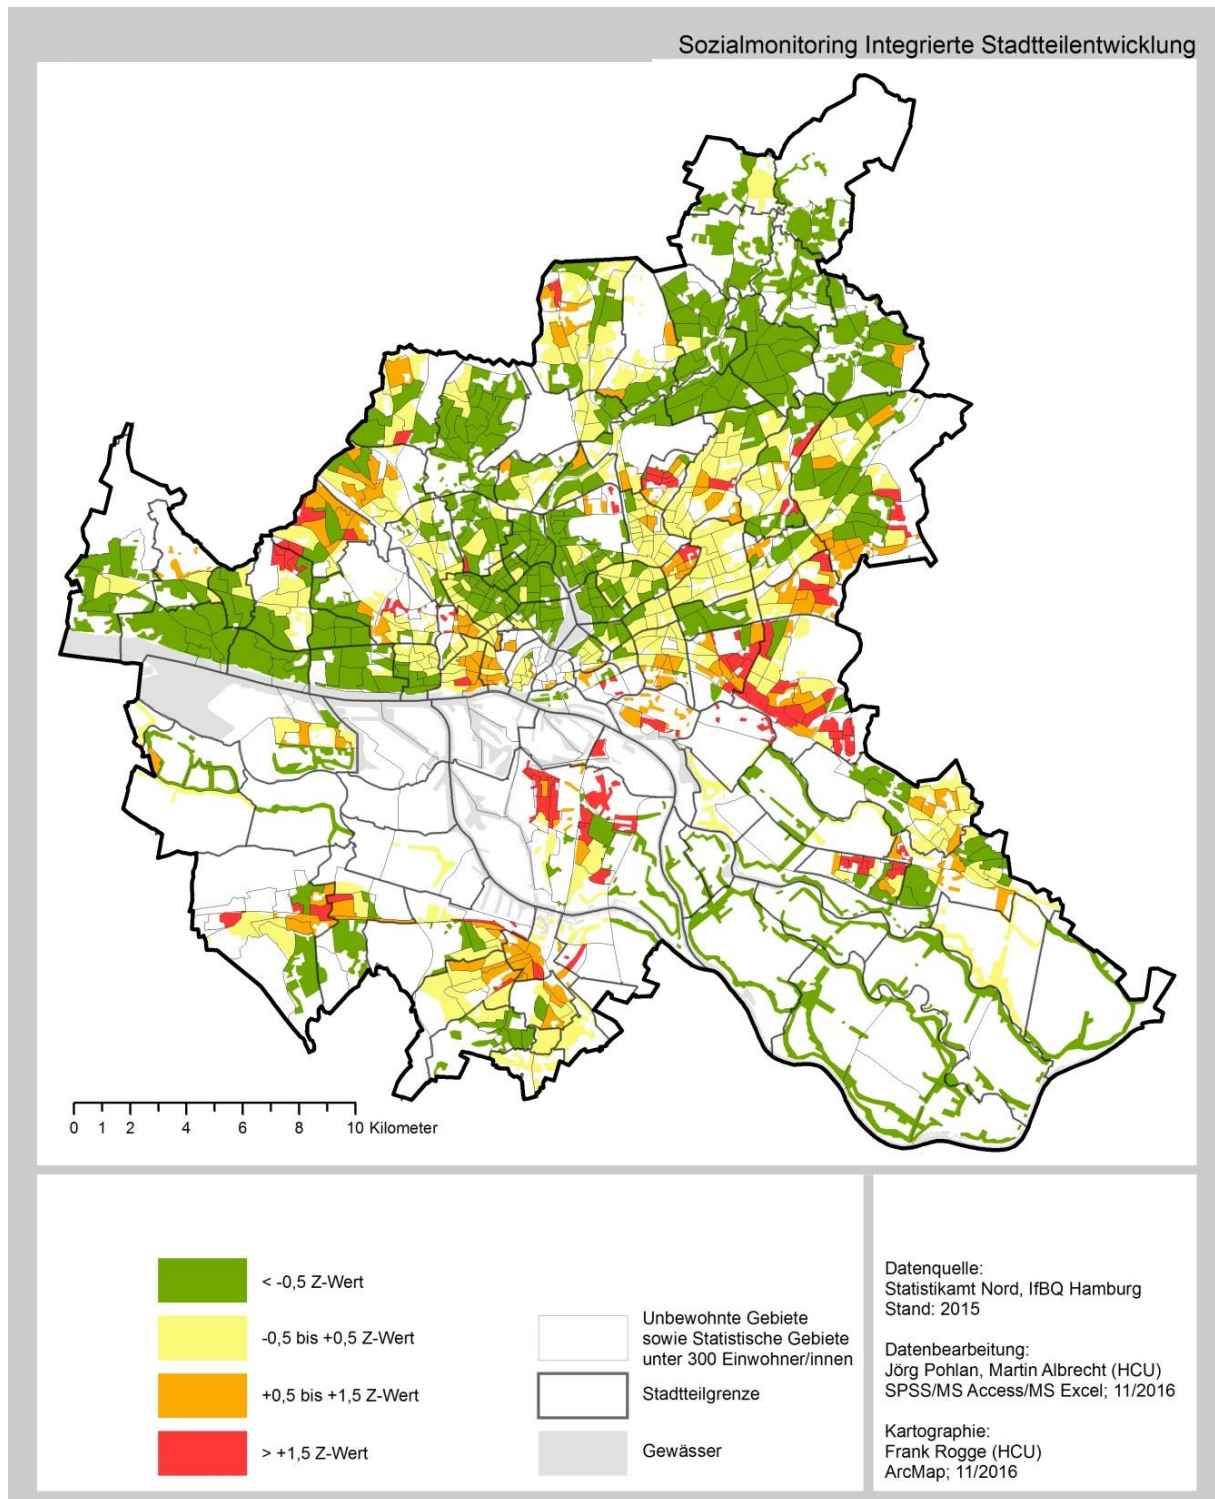 Sozialmonitoring Integrierte Stadtteilentwicklung
0 1 2 4 6 8 10 Kilometer
< -0,5 Z-Wert
-0,5 bis +0,5 Z-Wert
+0,5 bis +1,5 Z-Wert
> +1,5 Z-Wert
Unbewohnte Gebiete
sowie Statistische Gebiete
unter 300 Einwohner/innen
Stadtteilgrenze
Gewässer
Datenquelle:
Statistikamt Nord, IfBQ Hamburg
Stand: 2015
Datenbearbeitung:
Jörg Pohlan, Martin Albrecht (HCU)
SPSS/MS Access/MS Excel; 11/2016
Kartographie:
Frank Rogge (HCU)
ArcMap; 11/2016